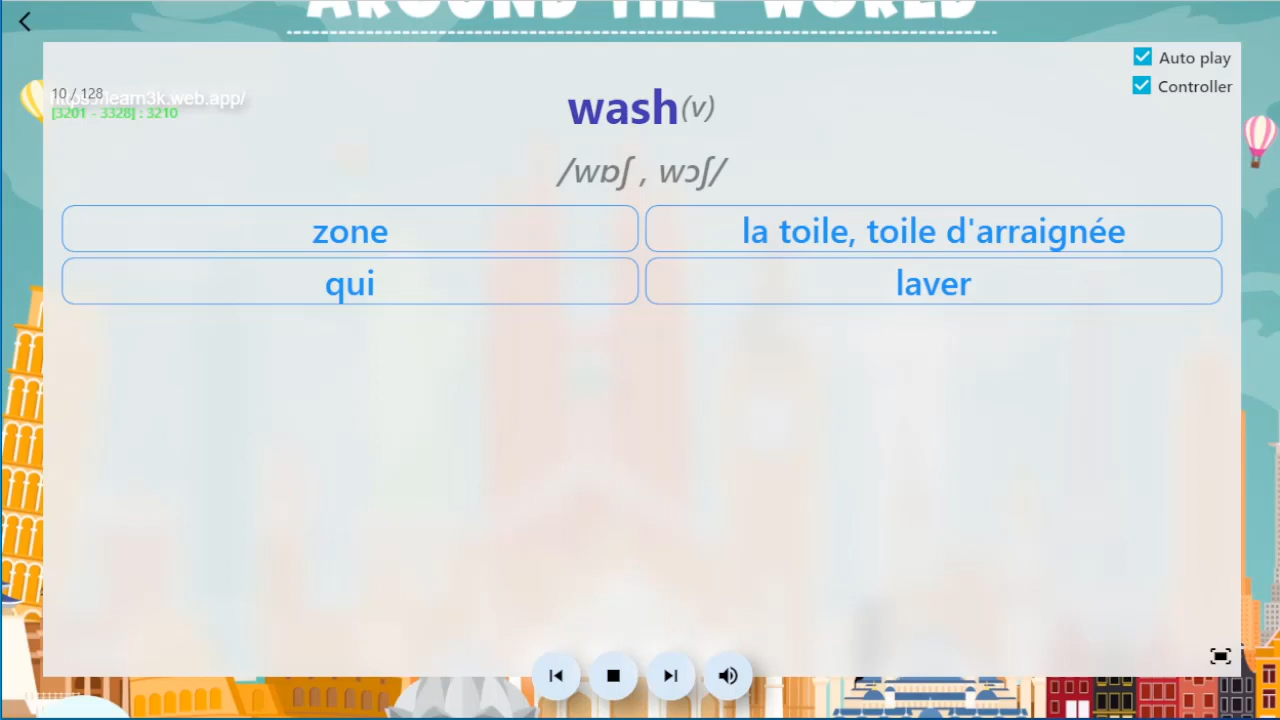 AROUND THE WORLD
Auto play
Controller
10 / 128
https://learn3k.web.app/
[3201 - 3328] : 3210
wash(v)
/wɒʃ , wɔʃ/
zone
la toile, toile d'arraignée
qui
laver